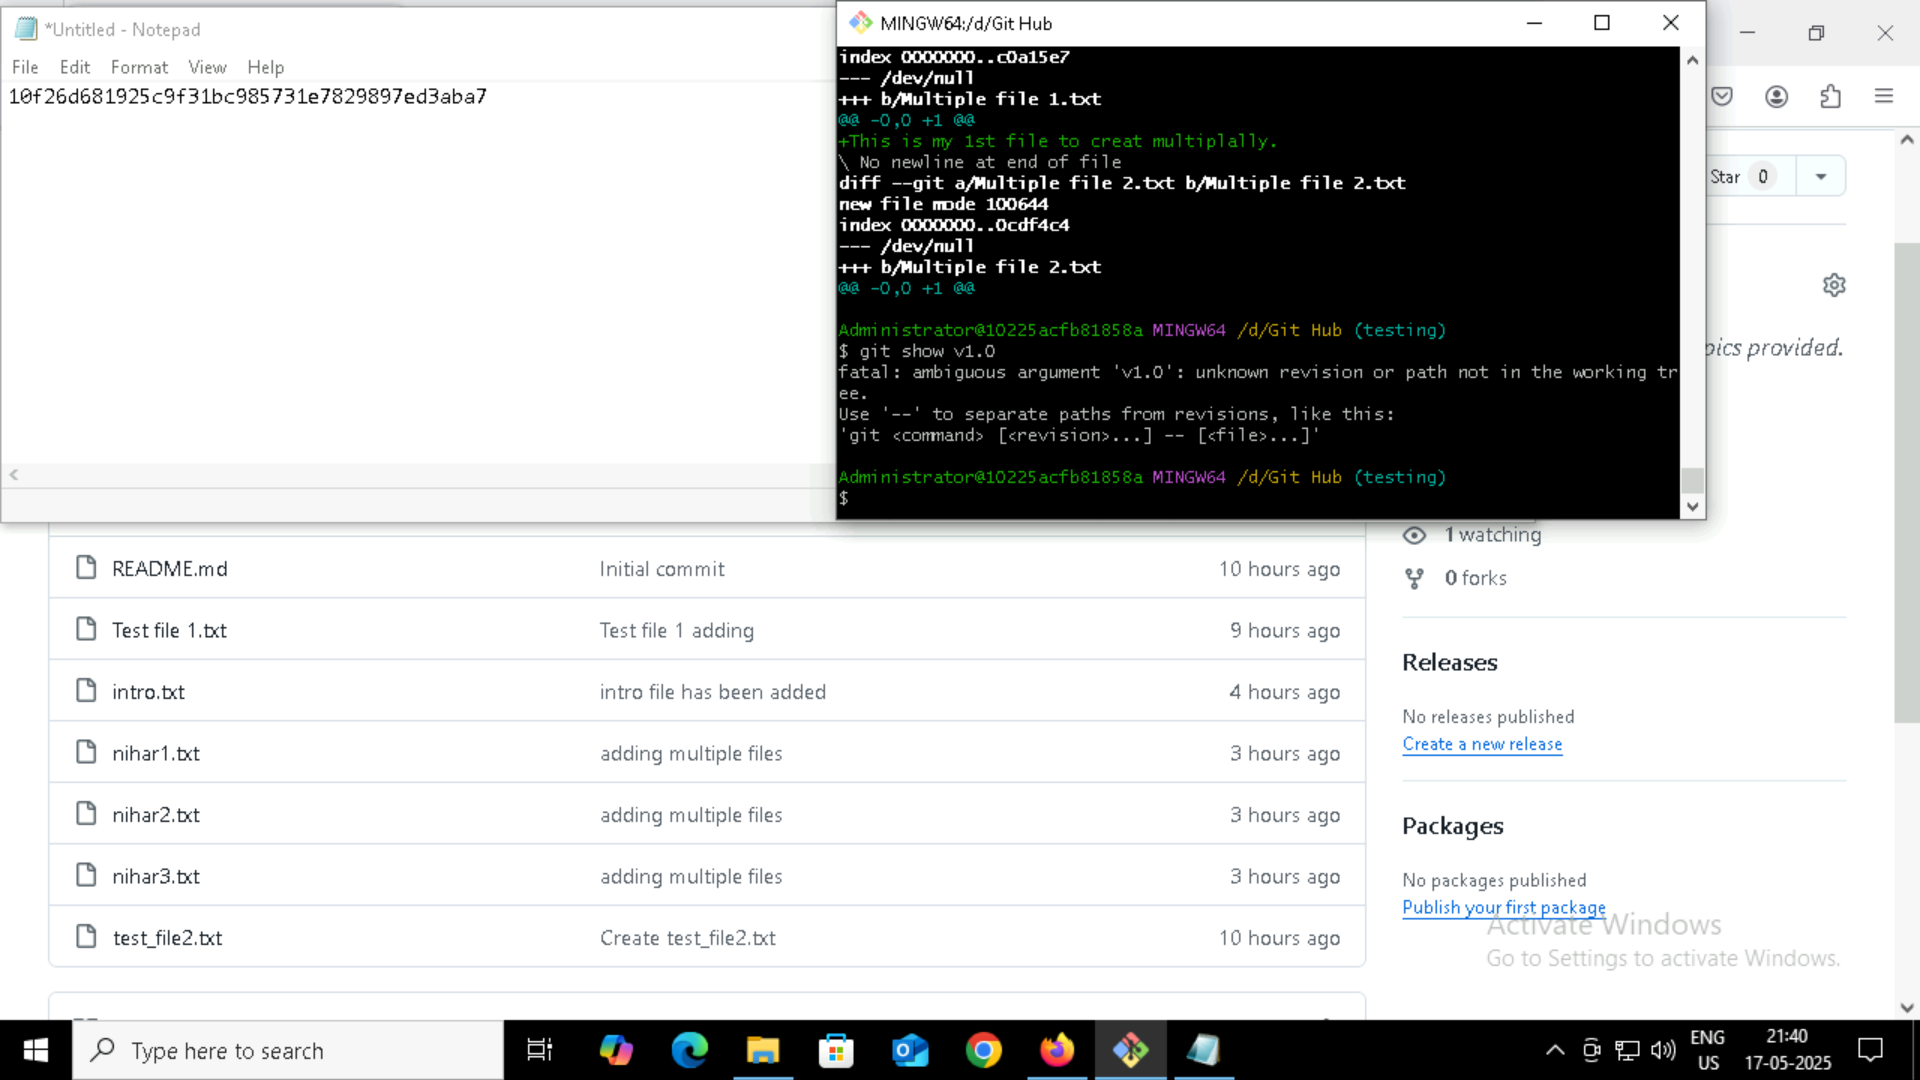 *Untitled - Notepad
File Edit Format View Help
10f26d681925c9f31bc985731e7829897ed3aba7
MINGW64:/d/Git Hub
index 0000000..c0a15e7
--- /dev/null
+++ b/Multiple file 1.txt
@@ -0,0 +1 @@
+This is my 1st file to creat multiplally.
\ No newline at end of file
diff --git a/Multiple file 2.txt b/Multiple file 2.txt
new file mode 100644
index 0000000..0cdf4c4
--- /dev/null
+++ b/Multiple file 2.txt
@@ -0,0 +1 @@
Administrator@10225acfb81858a MINGW64 /d/Git Hub (testing)
$ git show v1.0
fatal: ambiguous argument 'v1.0': unknown revision or path not in the working tr
ee.
Use '--' to separate paths from revisions, like this:
'git <command> [<revision>...] -- [<file>...]'
Administrator@10225acfb81858a MINGW64 /d/Git Hub (testing)
$
Star 0
pics provided.
1 watching
0 forks
README.md Initial commit 10 hours ago
Test file 1.txt Test file 1 adding 9 hours ago
intro.txt intro file has been added 4 hours ago
nihar1.txt adding multiple files 3 hours ago
nihar2.txt adding multiple files 3 hours ago
nihar3.txt adding multiple files 3 hours ago
test_file2.txt Create test_file2.txt 10 hours ago
Releases
No releases published
Create a new release
Packages
No packages published
Publish your first package
Activate Windows
Go to Settings to activate Windows.
Type here to search
ENG
US
21:40
17-05-2025